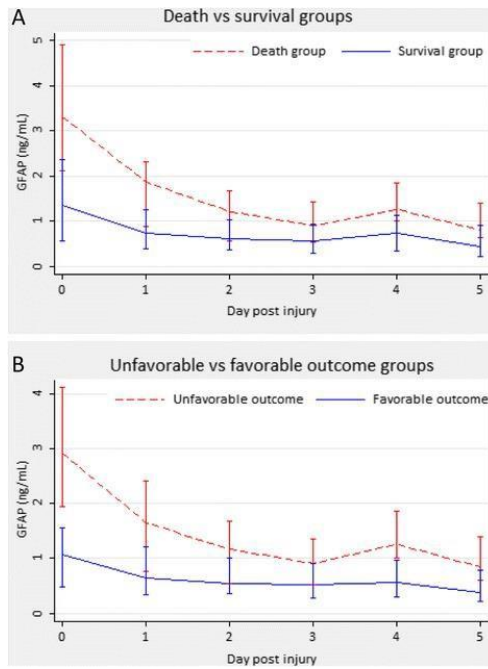 A
Death vs survival groups
Death group
Survival group
5
4
3
2
1
0
GFAP (ng/mL)
0 1 2 3 4 5
Day post injury
B
Unfavorable vs favorable outcome groups
Unfavorable outcome
Favorable outcome
4
3
2
1
0
GFAP (ng/mL)
0 1 2 3 4 5
Day post injury